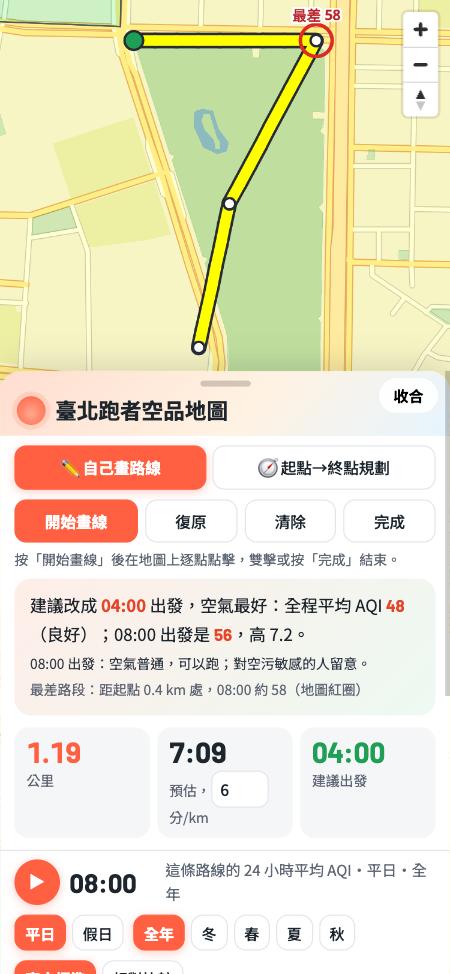 最差 58
臺北跑者空品地圖
收合
✏️ 自己畫路線
🧭 起點→終點規劃
開始畫線
復原
清除
完成
按「開始畫線」後在地圖上逐點點擊，雙擊或按「完成」結束。
建議改成 04:00 出發，空氣最好：全程平均 AQI 48
（良好）；08:00 出發是 56，高 7.2。
08:00 出發：空氣普通，可以跑；對空污敏感的人留意。
最差路段：距起點 0.4 km 處，08:00 約 58（地圖紅圈）
1.19
公里
7:09
預估，6
分/km
04:00
建議出發
08:00
這條路線的 24 小時平均 AQI・平日・全
年
平日
假日
全年
冬
春
夏
秋